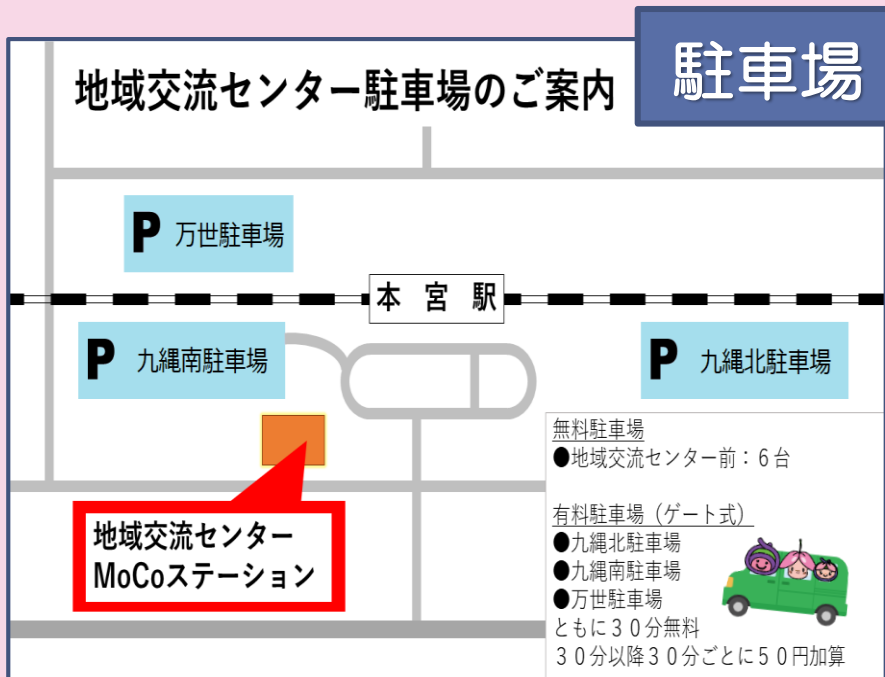 駐車場
地域交流センター駐車場のご案内
P 万世駐車場
本宮駅
P 九縄南駐車場
P 九縄北駐車場
地域交流センター
MoCoステーション
無料駐車場
●地域交流センター前：６台
有料駐車場（ゲート式）
●九縄北駐車場
●九縄南駐車場
●万世駐車場
ともに３０分無料
３０分以降３０分ごとに５０円加算